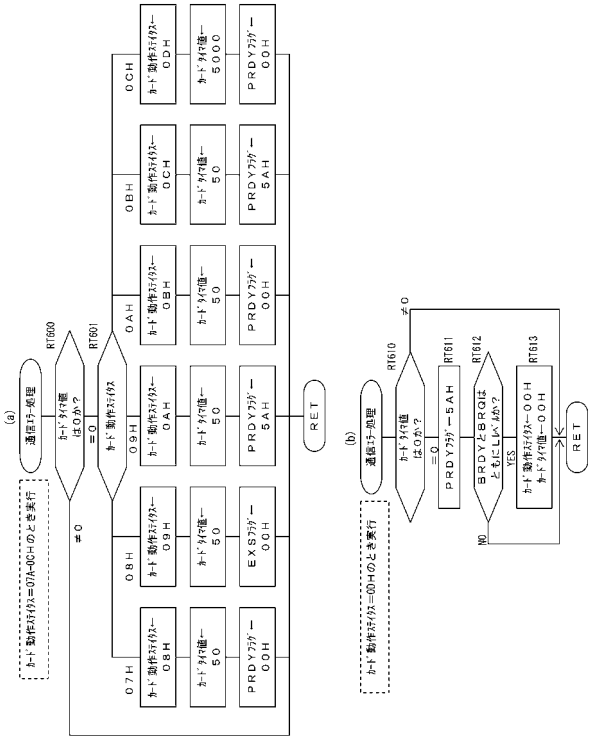 (a)
カード動作ステイタス=07A-0CHのとき実行
通信エラー処理
RT600
カードタイマ値
は0か?
≠0
=0
RT601
カード動作ステイタス
07H
カード動作ステイタス←
08H
カードタイマ値←
50
PRDYフラグ←
00H
08H
カード動作ステイタス←
09H
カードタイマ値←
50
EXSフラグ←
00H
09H
カード動作ステイタス←
0AH
カードタイマ値←
50
PRDYフラグ←
5AH
0AH
カード動作ステイタス←
0BH
カードタイマ値←
50
PRDYフラグ←
00H
0BH
カード動作ステイタス←
0CH
カードタイマ値←
50
PRDYフラグ←
5AH
0CH
カード動作ステイタス←
0DH
カードタイマ値←
5000
PRDYフラグ←
00H
RET
(b)
カード動作ステイタス=0DHのとき実行
通信エラー処理
RT610
カードタイマ値
は0か?
≠0
=0
RT611
PRDYフラグ←5AH
RT612
BRDYとBRQは
ともにLレベルか?
NO
YES
RT613
カード動作ステイタス←00H
カードタイマ値←00H
RET